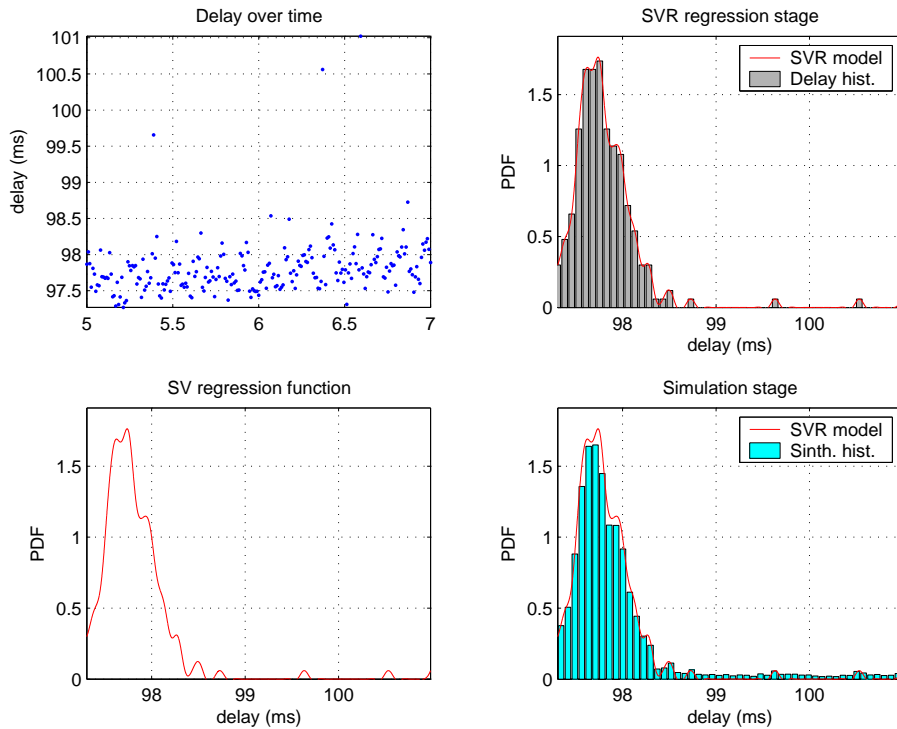 Delay over time
101
100.5
100
99.5
99
98.5
98
97.5
delay (ms)
5
5.5
6
6.5
7
SVR regression stage
SVR model
Delay hist.
1.5
1
0.5
0
PDF
98
99
100
delay (ms)
SV regression function
1.5
1
0.5
0
PDF
98
99
100
delay (ms)
Simulation stage
SVR model
Sinth. hist.
1.5
1
0.5
0
PDF
98
99
100
delay (ms)